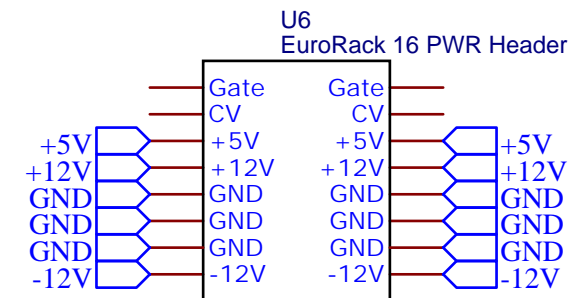 U6
EuroRack 16 PWR Header
Gate Gate
CV CV
+5V +5V +5V +5V
+12V +12V +12V +12V
GND GND GND GND
GND GND GND GND
GND GND GND GND
-12V -12V -12V -12V